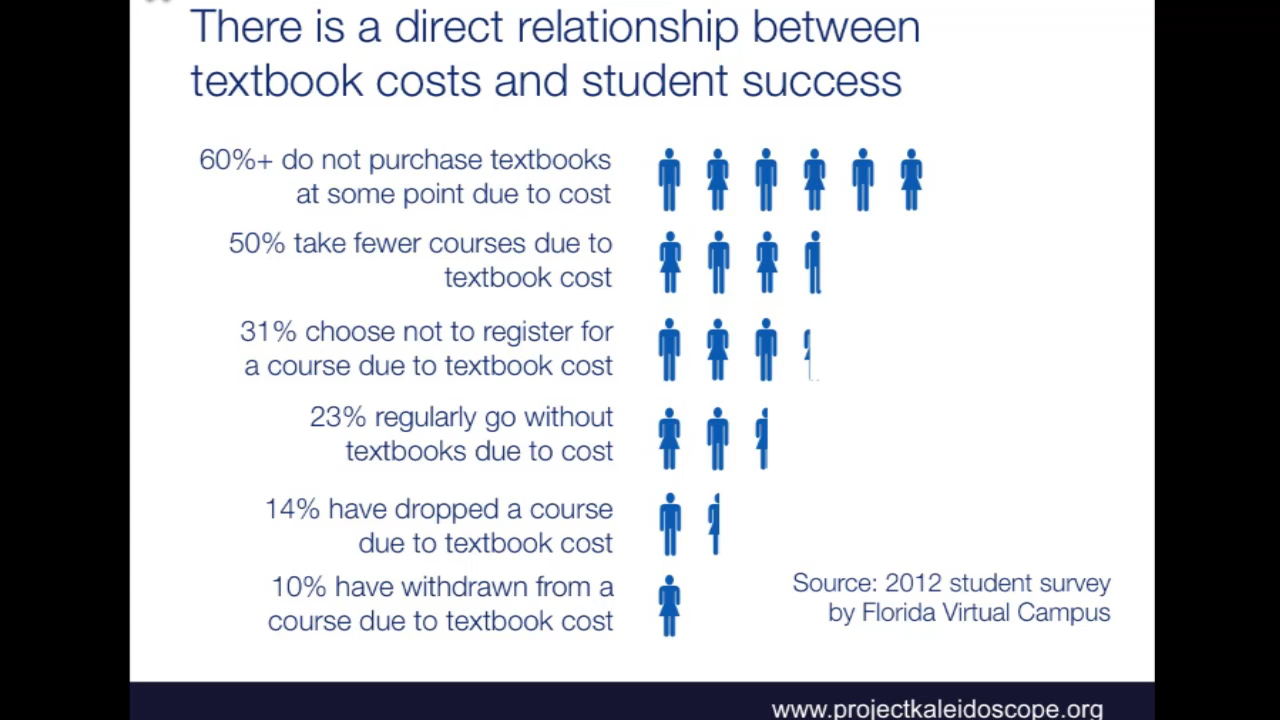 There is a direct relationship between
textbook costs and student success
60%+ do not purchase textbooks
at some point due to cost
50% take fewer courses due to
textbook cost
31% choose not to register for
a course due to textbook cost
23% regularly go without
textbooks due to cost
14% have dropped a course
due to textbook cost
10% have withdrawn from a
course due to textbook cost
Source: 2012 student survey
by Florida Virtual Campus
www.projectkaleidoscope.org